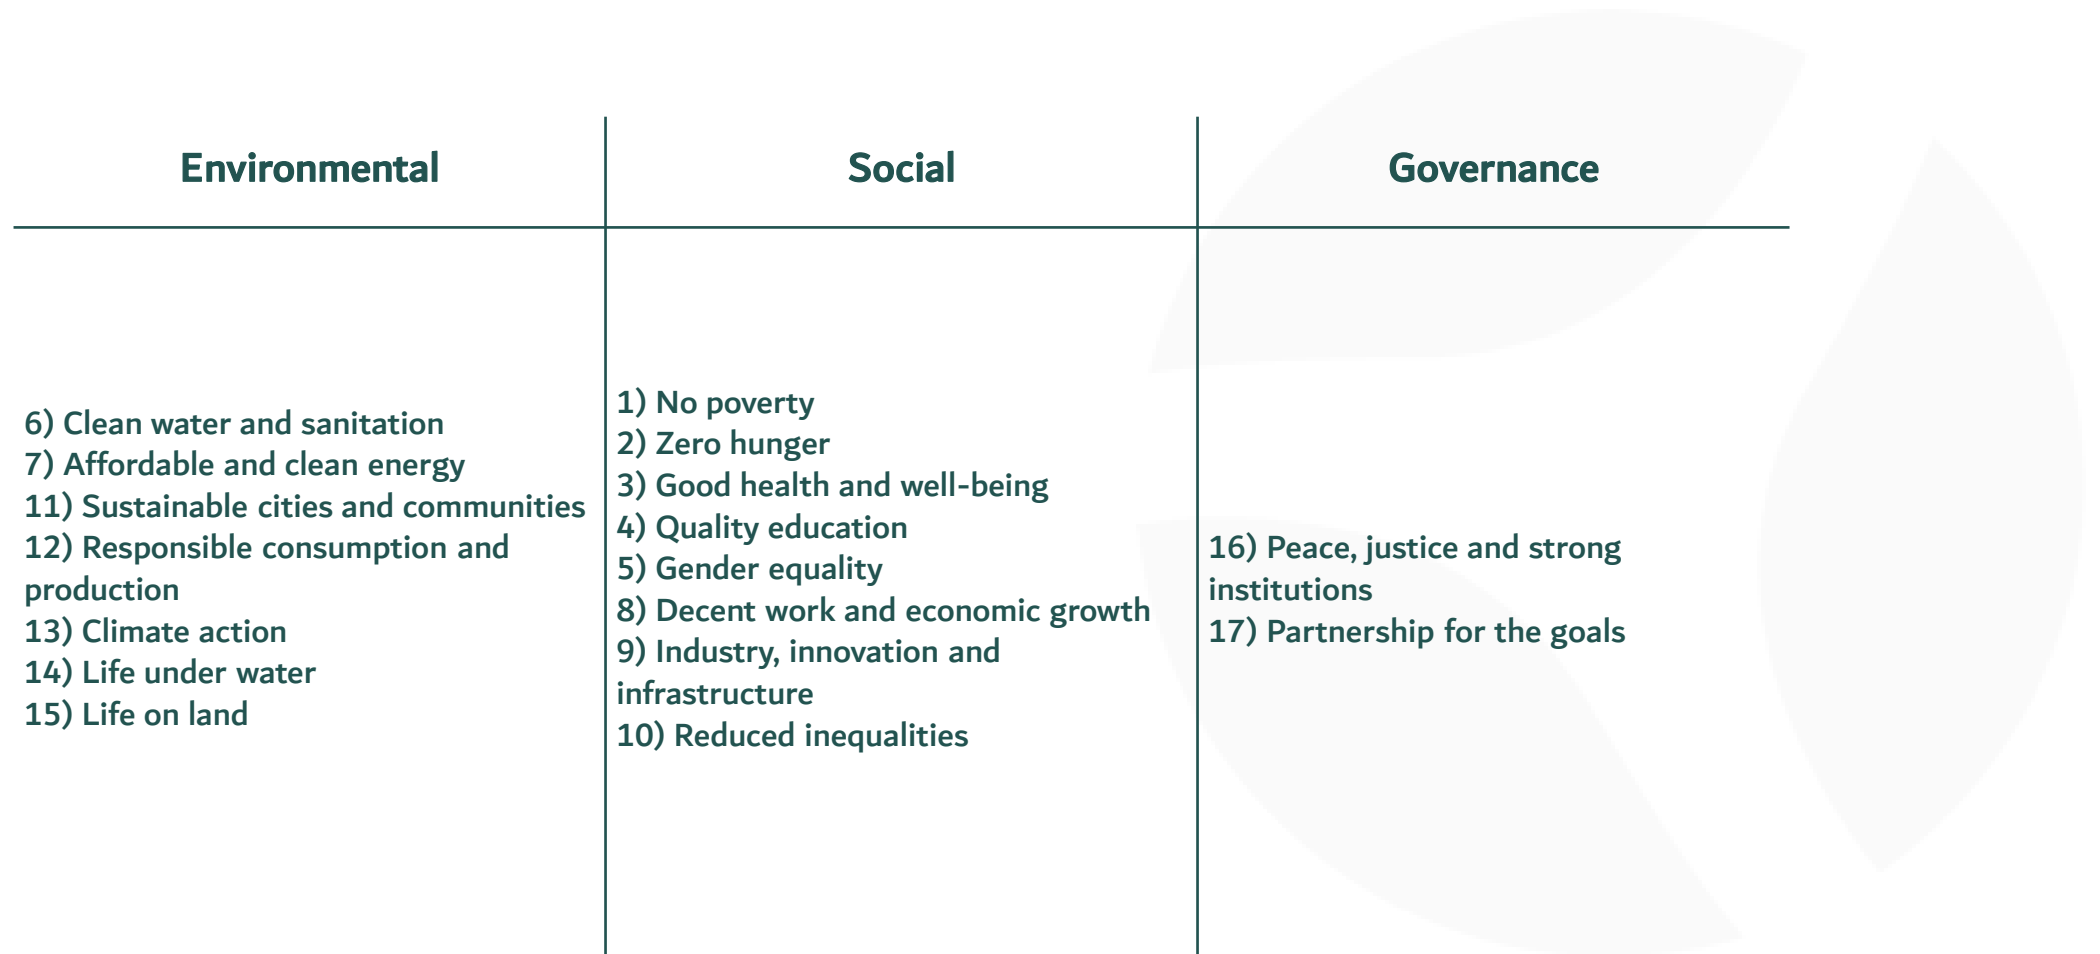 Environmental
Social
Governance
6) Clean water and sanitation
7) Affordable and clean energy
11) Sustainable cities and communities
12) Responsible consumption and
production
13) Climate action
14) Life under water
15) Life on land
1) No poverty
2) Zero hunger
3) Good health and well-being
4) Quality education
5) Gender equality
8) Decent work and economic growth
9) Industry, innovation and
infrastructure
10) Reduced inequalities
16) Peace, justice and strong
institutions
17) Partnership for the goals